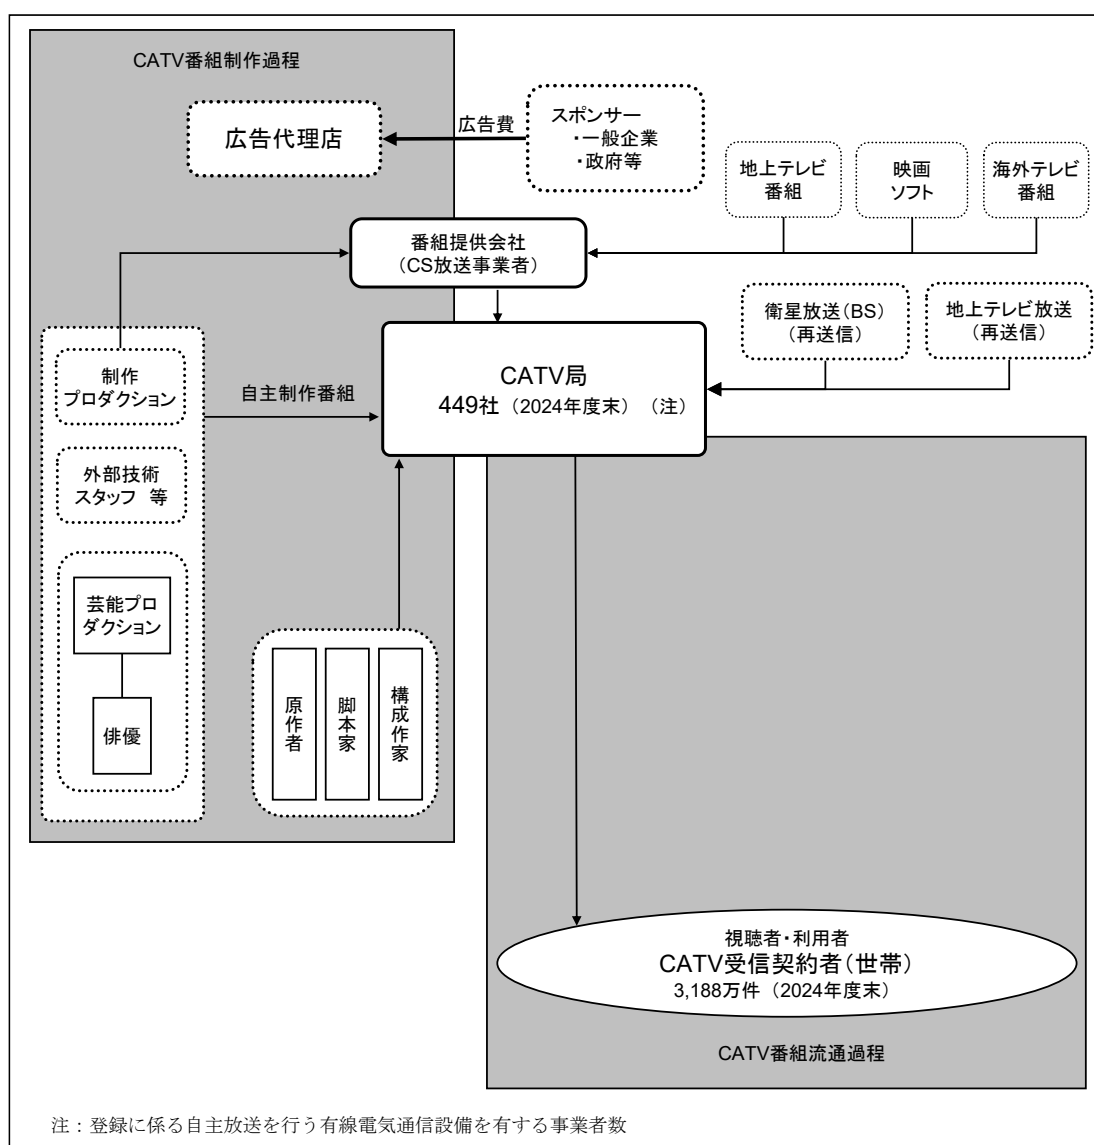 CATV番組制作過程
広告代理店
広告費
スポンサー
・一般企業
・政府等
地上テレビ
番組
映画
ソフト
海外テレビ
番組
番組提供会社
（CS放送事業者）
衛星放送（BS）
（再送信）
地上テレビ放送
（再送信）
CATV局
449社（2024年度末）（注）
制作
プロダクション
自主制作番組
外部技術
スタッフ　等
芸能プロ
ダクション
俳優
原作者
脚本家
構成作家
視聴者・利用者
CATV受信契約者（世帯）
3,188万件（2024年度末）
CATV番組流通過程
注：登録に係る自主放送を行う有線電気通信設備を有する事業者数